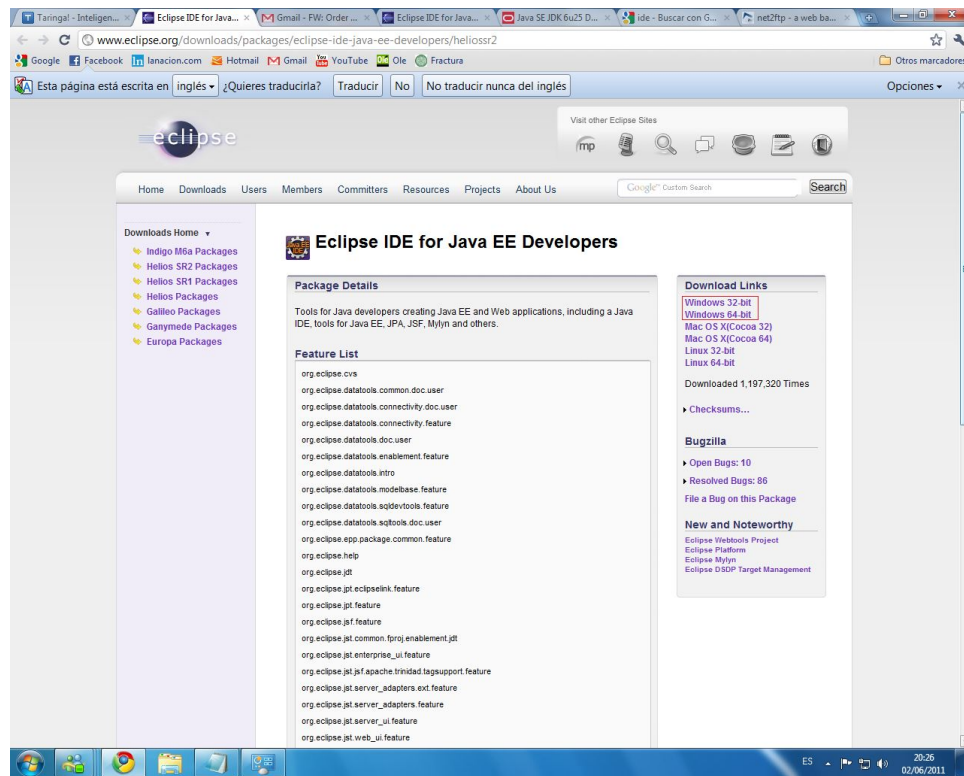 Taringa! - Inteligen...
Eclipse IDE for Java...
Gmail - FW: Order ...
Eclipse IDE for Java...
Java SE JDK 6u25 D...
ide - Buscar con G...
net2ftp - a web ba...
www.eclipse.org/downloads/packages/eclipse-ide-java-ee-developers/heliossr2
Google Facebook lanacion.com Hotmail Gmail YouTube Ole Fractura Otros marcadores
Esta página está escrita en inglés ¿Quieres traducirla? Traducir No No traducir nunca del inglés Opciones
eclipse
Visit other Eclipse Sites
mp
Home Downloads Users Members Committers Resources Projects About Us
Google Custom Search Search
Downloads Home
Indigo M6a Packages
Helios SR2 Packages
Helios SR1 Packages
Helios Packages
Galileo Packages
Ganymede Packages
Europa Packages
Java EE
IDE
Eclipse IDE for Java EE Developers
Package Details
Tools for Java developers creating Java EE and Web applications, including a Java
IDE, tools for Java EE, JPA, JSF, Mylyn and others.
Feature List
org.eclipse.cvs
org.eclipse.datatools.common.doc.user
org.eclipse.datatools.connectivity.doc.user
org.eclipse.datatools.connectivity.feature
org.eclipse.datatools.doc.user
org.eclipse.datatools.enablement.feature
org.eclipse.datatools.intro
org.eclipse.datatools.modelbase.feature
org.eclipse.datatools.sqldevtools.feature
org.eclipse.datatools.sqltools.doc.user
org.eclipse.epp.package.common.feature
org.eclipse.help
org.eclipse.jdt
org.eclipse.jpt.eclipselink.feature
org.eclipse.jpt.feature
org.eclipse.jsf.feature
org.eclipse.jst.common.fproj.enablement.jdt
org.eclipse.jst.enterprise_ui.feature
org.eclipse.jst.jsf.apache.trinidad.tagsupport.feature
org.eclipse.jst.server_adapters.ext.feature
org.eclipse.jst.server_adapters.feature
org.eclipse.jst.server_ui.feature
org.eclipse.jst.web_ui.feature
Download Links
Windows 32-bit
Windows 64-bit
Mac OS X(Cocoa 32)
Mac OS X(Cocoa 64)
Linux 32-bit
Linux 64-bit
Downloaded 1,197,320 Times
Checksums...
Bugzilla
Open Bugs: 10
Resolved Bugs: 86
File a Bug on this Package
New and Noteworthy
Eclipse Webtools Project
Eclipse Platform
Eclipse Mylyn
Eclipse DSDP Target Management
ES
20:26
02/06/2011